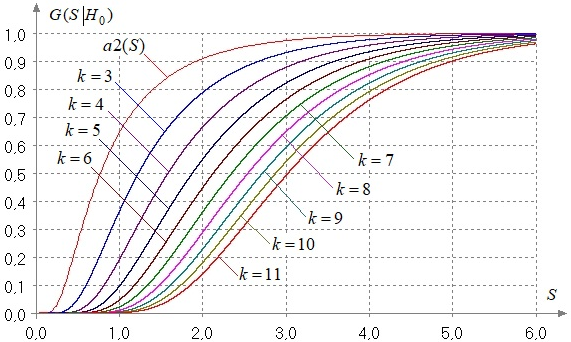 G(S|H₀)
1.0
0.9
0.8
0.7
0.6
0.5
0.4
0.3
0.2
0.1
0.0
a2(S)
k = 3
k = 4
k = 5
k = 6
k = 7
k = 8
k = 9
k = 10
k = 11
S
0.0 1.0 2.0 3.0 4.0 5.0 6.0